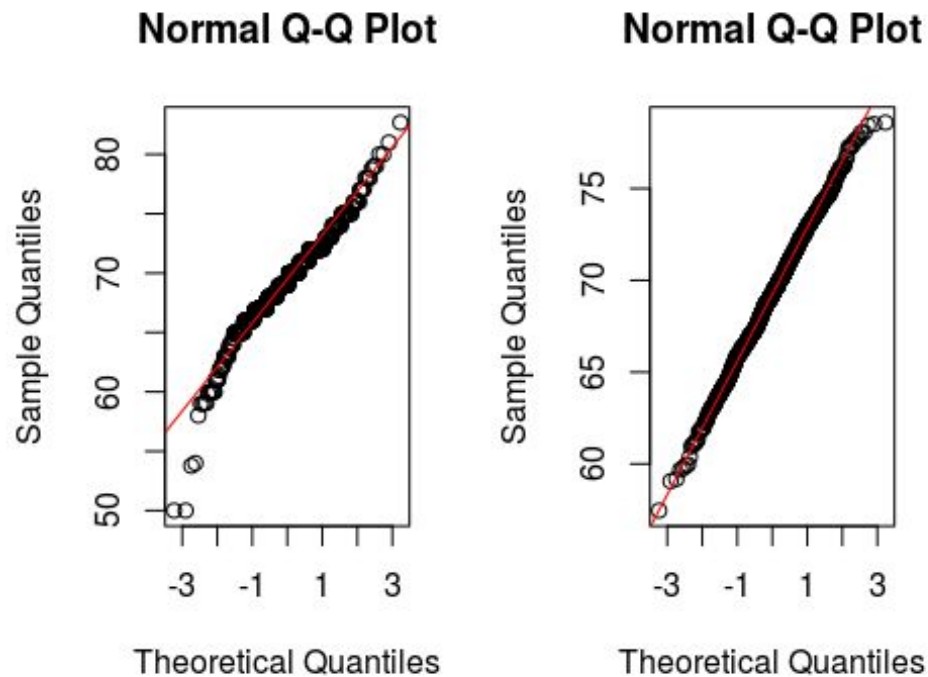 Normal Q-Q Plot
Sample Quantiles
80
70
60
50
-3 -1 1 3
Theoretical Quantiles
Normal Q-Q Plot
Sample Quantiles
75
70
65
60
-3 -1 1 3
Theoretical Quantiles